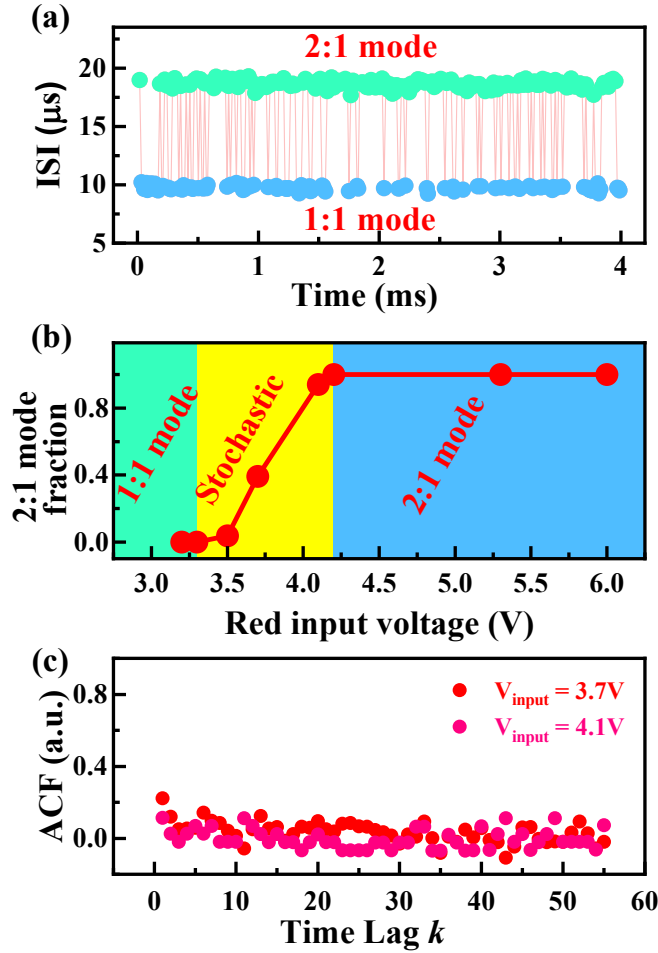 (a)
2:1 mode
20
15
10
5
ISI (μs)
1:1 mode
0 1 2 3 4
Time (ms)
(b)
0.8
0.4
0.0
2:1 mode
fraction
1:1 mode
Stochastic
2:1 mode
3.0 3.5 4.0 4.5 5.0 5.5 6.0
Red input voltage (V)
(c)
0.8
0.4
0.0
ACF (a.u.)
V_input = 3.7V
V_input = 4.1V
0 10 20 30 40 50 60
Time Lag k